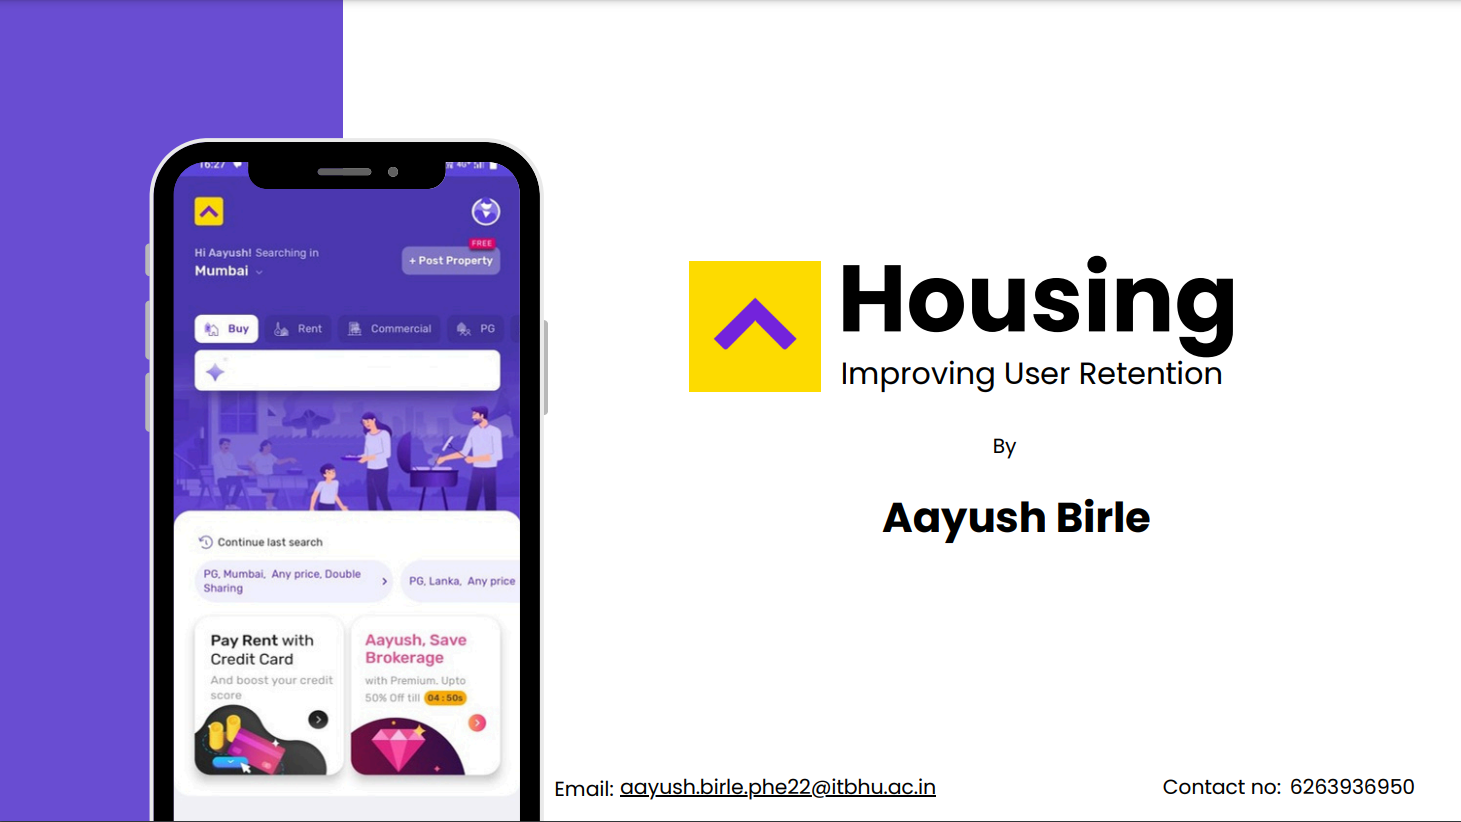 16:27
4G+
Hi Aayush! Searching in
Mumbai
FREE
+ Post Property
Buy
Rent
Commercial
PG
Continue last search
PG, Mumbai, Any price, Double
Sharing
PG, Lanka, Any price
Pay Rent with
Credit Card
And boost your credit
score
Aayush, Save
Brokerage
with Premium. Upto
50% Off till 04:50s
Housing
Improving User Retention
By
Aayush Birle
Email: aayush.birle.phe22@itbhu.ac.in
Contact no: 6263936950